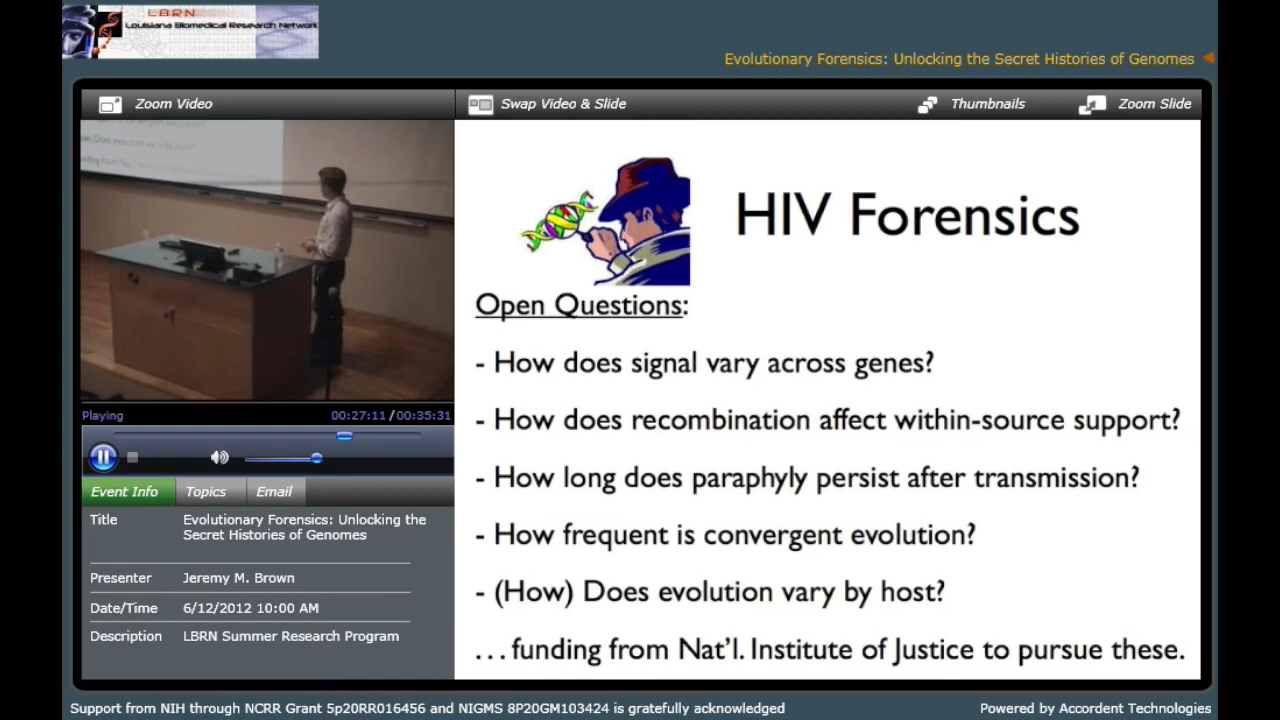 LBRN
Louisiana Biomedical Research Network
Evolutionary Forensics: Unlocking the Secret Histories of Genomes
Zoom Video
Swap Video & Slide
Thumbnails
Zoom Slide
HIV Forensics
Open Questions:
- How does signal vary across genes?
- How does recombination affect within-source support?
- How long does paraphyly persist after transmission?
- How frequent is convergent evolution?
- (How) Does evolution vary by host?
. . . funding from Nat'l. Institute of Justice to pursue these.
Playing
00:27:11 / 00:35:31
Event Info
Topics
Email
Title
Evolutionary Forensics: Unlocking the
Secret Histories of Genomes
Presenter
Jeremy M. Brown
Date/Time
6/12/2012 10:00 AM
Description
LBRN Summer Research Program
Support from NIH through NCRR Grant 5p20RR016456 and NIGMS 8P20GM103424 is gratefully acknowledged
Powered by Accordent Technologies